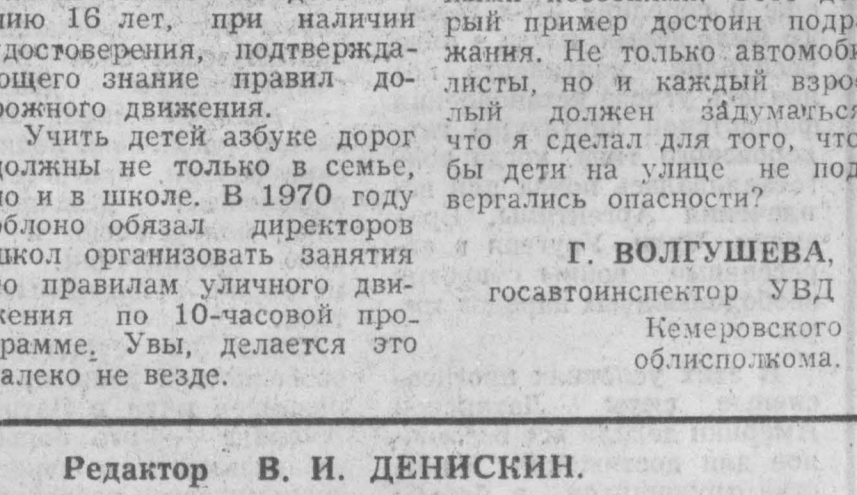 нию 16 лет, при наличии
удостоверения, подтвержда-
ющего знание правил до-
рожного движения.
Учить детей азбуке дорог
должны не только в семье,
но и в школе. В 1970 году
облоно обязал директоров
школ организовать занятия
по правилам уличного дви-
жения по 10-часовой про-
грамме. Увы, делается это
далеко не везде.
рый пример достоин подра
жания. Не только автомоби
листы, но и каждый взрос
лый должен задуматься
что я сделал для того, что
бы дети на улице не под
вергались опасности?
Г. ВОЛГУШЕВА,
госавтоинспектор УВД
Кемеровского
облисполкома.
Редактор В. И. ДЕНИСКИН.